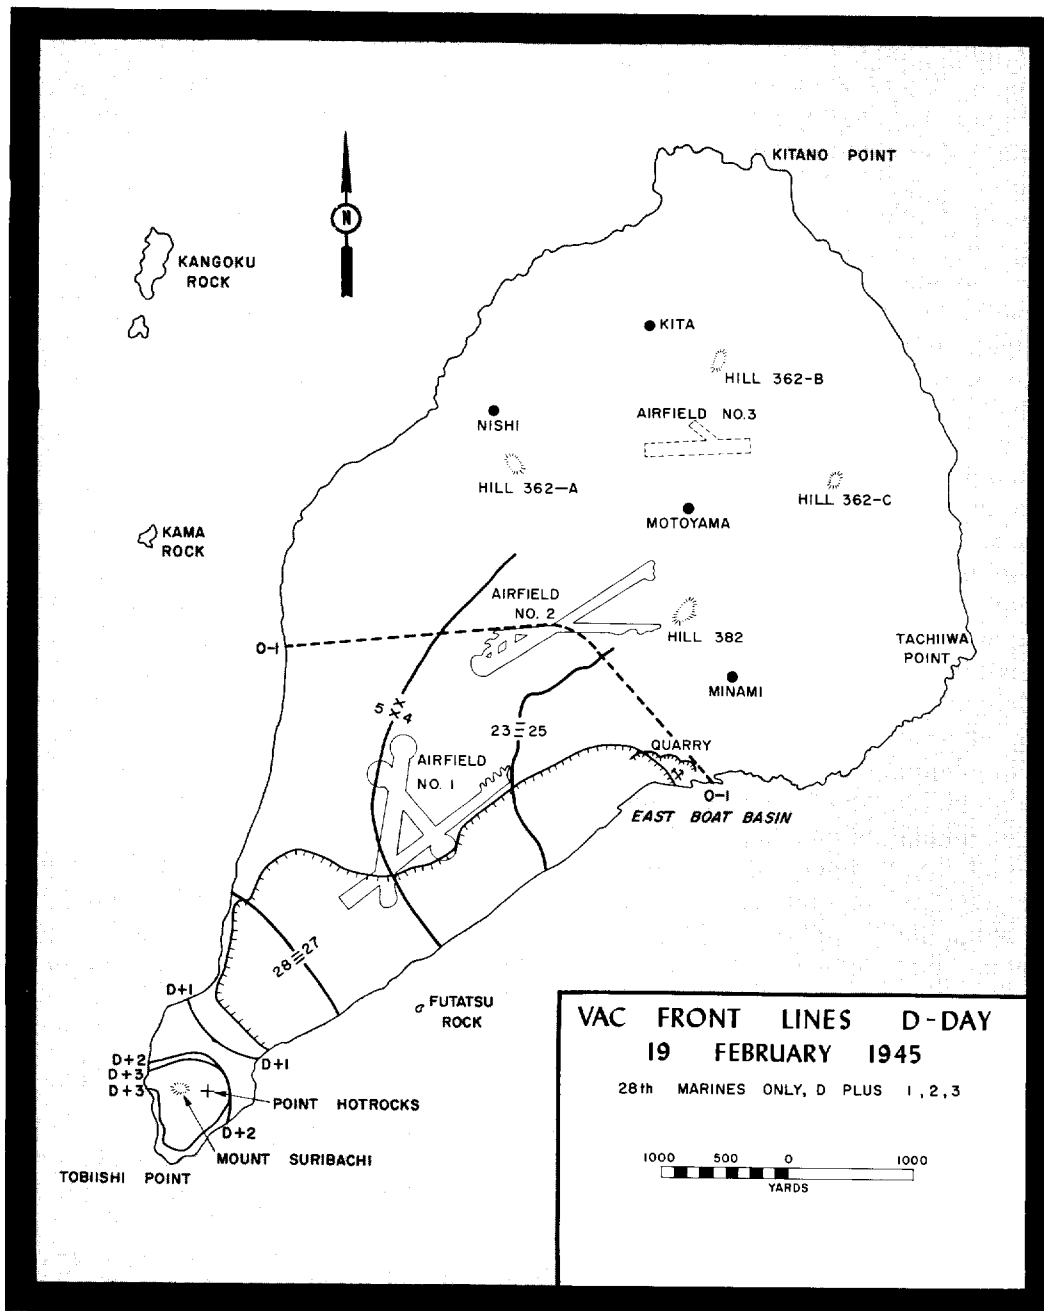 KITANO POINT
N
KANGOKU
ROCK
KITA
HILL 362-B
AIRFIELD NO.3
NISHI
HILL 362-A
HILL 362-C
MOTOYAMA
KAMA
ROCK
AIRFIELD
NO. 2
HILL 382
TACHIIWA
POINT
O-1
MINAMI
5 XX 4
23 25
QUARRY
AIRFIELD
NO. 1
O-1
EAST BOAT BASIN
28 27
D+1
FUTATSU
ROCK
D+1
D+2
D+3
D+3
POINT HOTROCKS
D+2
MOUNT SURIBACHI
TOBIISHI POINT
VAC FRONT LINES D-DAY
19 FEBRUARY 1945
28th MARINES ONLY, D PLUS 1,2,3
1000 500 0 1000
YARDS